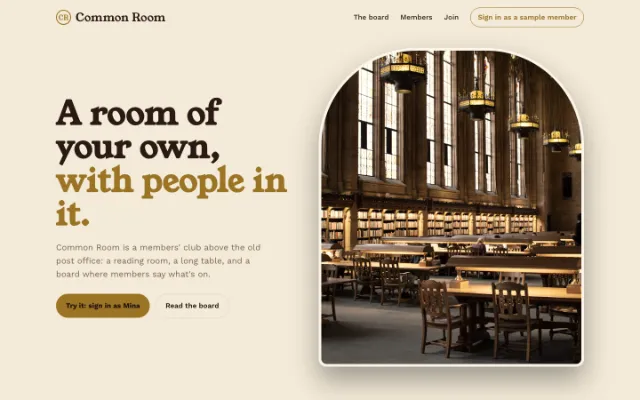 CR Common Room
The board Members Join Sign in as a sample member
A room of
your own,
with people in
it.
Common Room is a members' club above the old
post office: a reading room, a long table, and a
board where members say what's on.
Try it: sign in as Mina Read the board